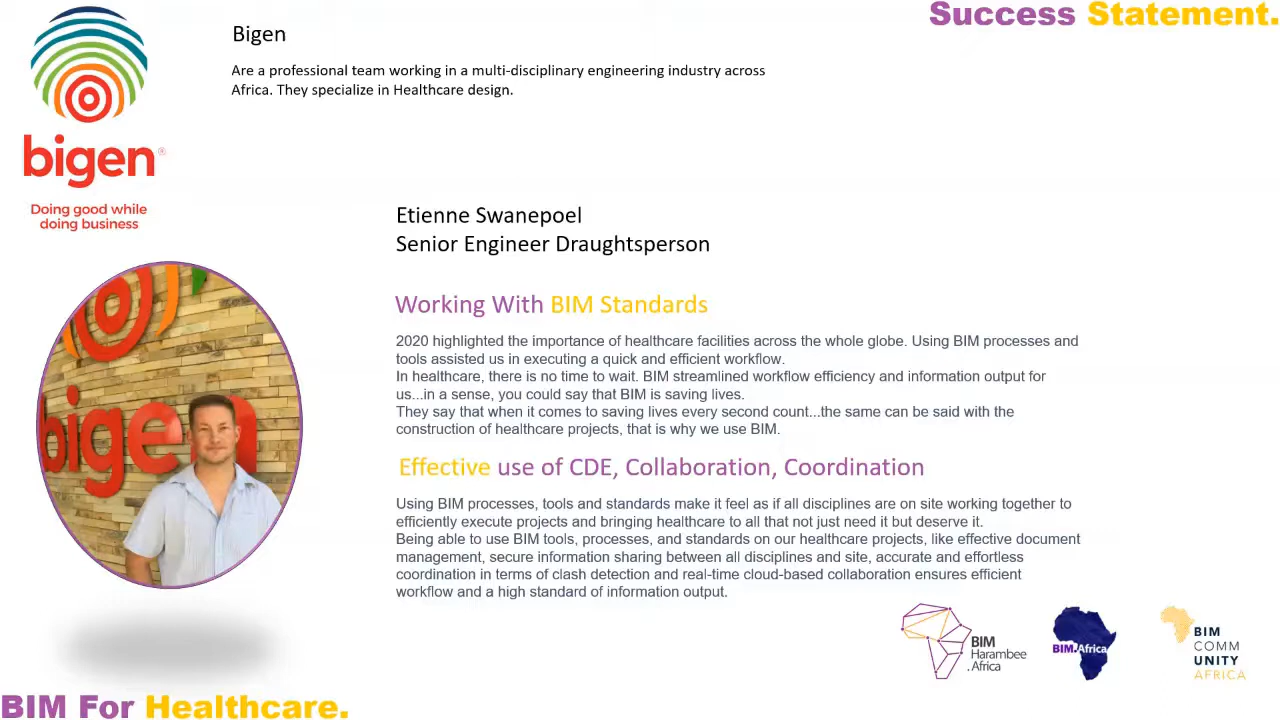 Success Statement.
Bigen
Are a professional team working in a multi-disciplinary engineering industry across
Africa. They specialize in Healthcare design.
bigen®
Doing good while
doing business
Etienne Swanepoel
Senior Engineer Draughtsperson
Working With BIM Standards
2020 highlighted the importance of healthcare facilities across the whole globe. Using BIM processes and
tools assisted us in executing a quick and efficient workflow.
In healthcare, there is no time to wait. BIM streamlined workflow efficiency and information output for
us...in a sense, you could say that BIM is saving lives.
They say that when it comes to saving lives every second count...the same can be said with the
construction of healthcare projects, that is why we use BIM.
bigen
Effective use of CDE, Collaboration, Coordination
Using BIM processes, tools and standards make it feel as if all disciplines are on site working together to
efficiently execute projects and bringing healthcare to all that not just need it but deserve it.
Being able to use BIM tools, processes, and standards on our healthcare projects, like effective document
management, secure information sharing between all disciplines and site, accurate and effortless
coordination in terms of clash detection and real-time cloud-based collaboration ensures efficient
workflow and a high standard of information output.
BIM
Harambee
.Africa
BIM.Africa
BIM
COMM
UNITY
AFRICA
BIM For Healthcare.